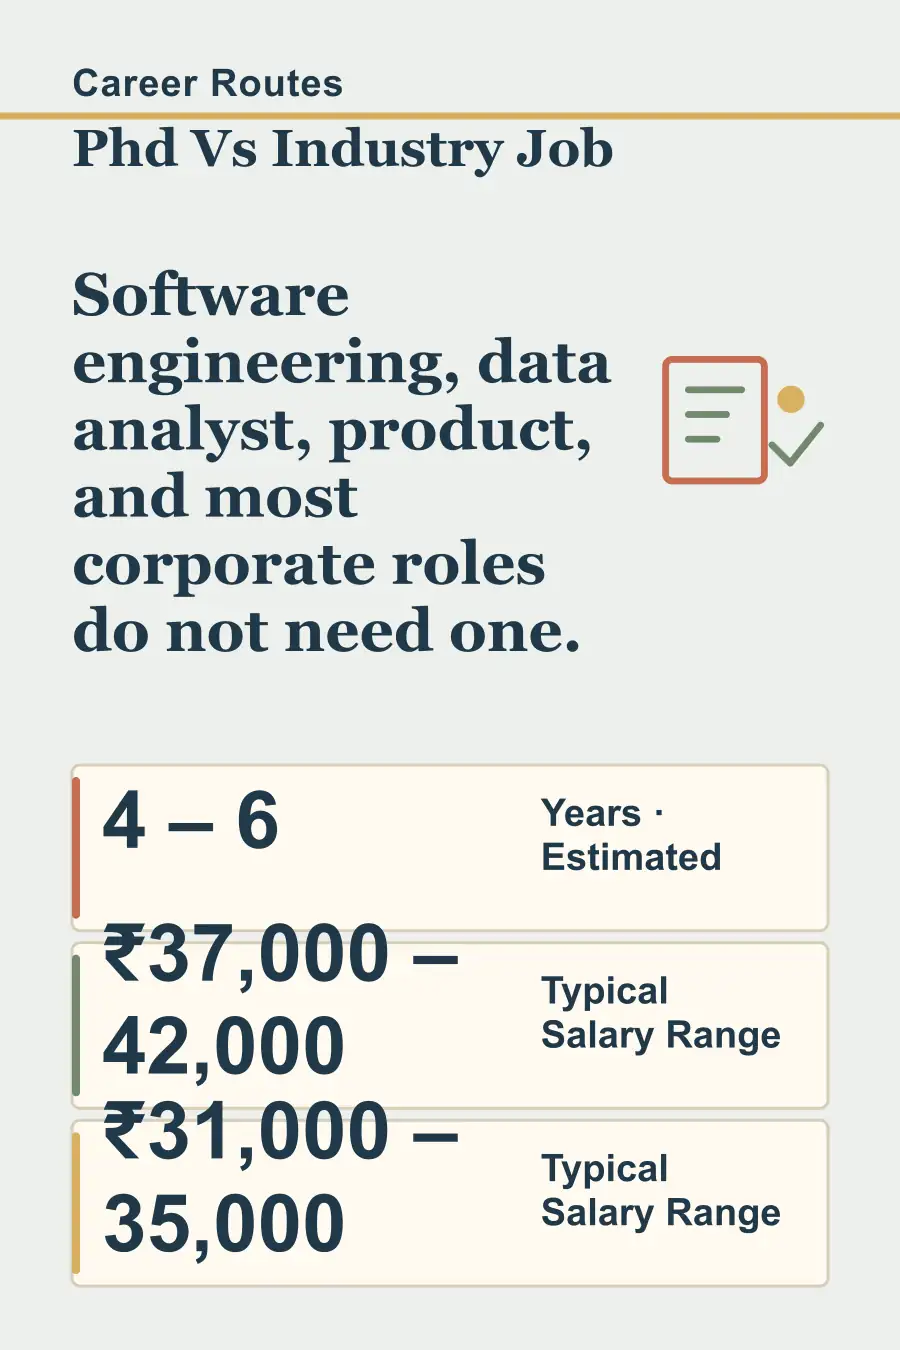 Career Routes
Phd Vs Industry Job
Software
engineering, data
analyst, product,
and most
corporate roles
do not need one.
4 – 6
Years ·
Estimated
₹37,000 –
42,000
Typical
Salary Range
₹31,000 –
35,000
Typical
Salary Range